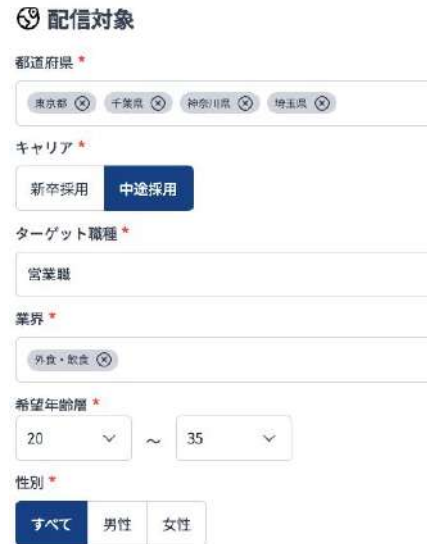 配信対象
都道府県 *
東京都 千葉県 神奈川県 埼玉県
キャリア *
新卒採用 中途採用
ターゲット職種 *
営業職
業界 *
外食・飲食
希望年齢層 *
20 ～ 35
性別 *
すべて 男性 女性